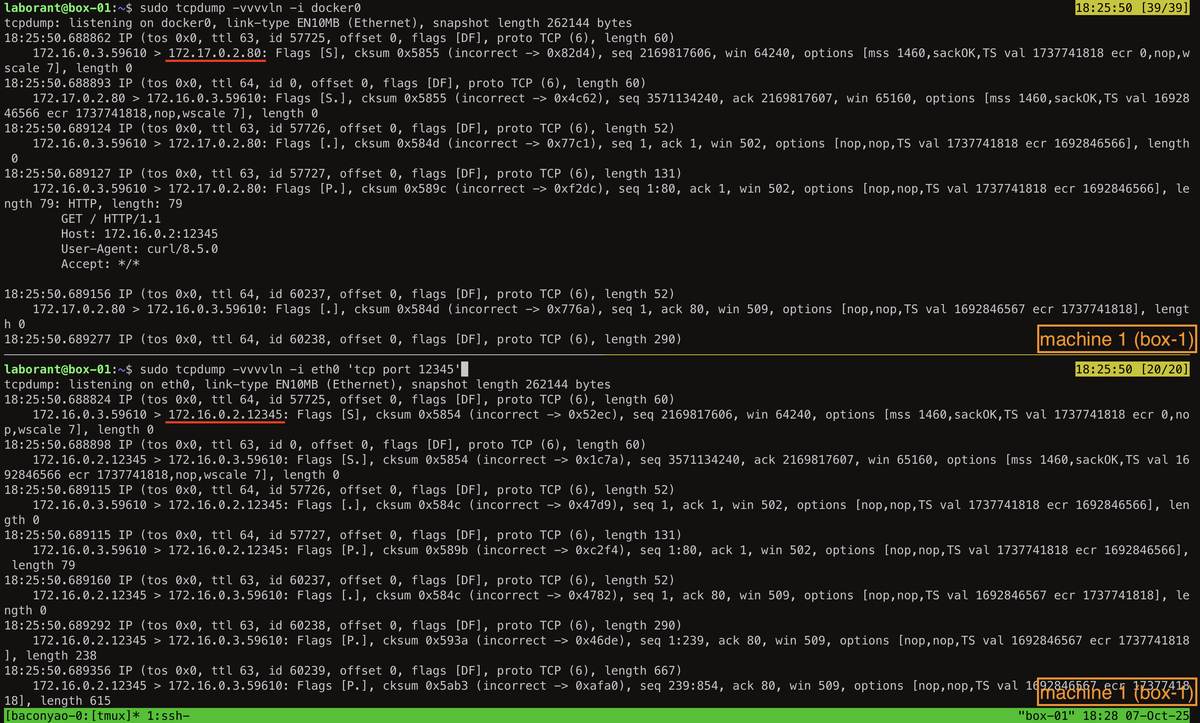 laborant@box-01:~$ sudo tcpdump -vvvvln -i docker0
18:25:50 [39/39]
tcpdump: listening on docker0, link-type EN10MB (Ethernet), snapshot length 262144 bytes
18:25:50.688862 IP (tos 0x0, ttl 63, id 57725, offset 0, flags [DF], proto TCP (6), length 60)
    172.16.0.3.59610 > 172.17.0.2.80: Flags [S], cksum 0x5855 (incorrect -> 0x82d4), seq 2169817606, win 64240, options [mss 1460,sackOK,TS val 1737741818 ecr 0,nop,w
scale 7], length 0
18:25:50.688893 IP (tos 0x0, ttl 64, id 0, offset 0, flags [DF], proto TCP (6), length 60)
    172.17.0.2.80 > 172.16.0.3.59610: Flags [S.], cksum 0x5855 (incorrect -> 0x4c62), seq 3571134240, ack 2169817607, win 65160, options [mss 1460,sackOK,TS val 16928
46566 ecr 1737741818,nop,wscale 7], length 0
18:25:50.689124 IP (tos 0x0, ttl 63, id 57726, offset 0, flags [DF], proto TCP (6), length 52)
    172.16.0.3.59610 > 172.17.0.2.80: Flags [.], cksum 0x584d (incorrect -> 0x77c1), seq 1, ack 1, win 502, options [nop,nop,TS val 1737741818 ecr 1692846566], length
 0
18:25:50.689127 IP (tos 0x0, ttl 63, id 57727, offset 0, flags [DF], proto TCP (6), length 131)
    172.16.0.3.59610 > 172.17.0.2.80: Flags [P.], cksum 0x589c (incorrect -> 0xf2dc), seq 1:80, ack 1, win 502, options [nop,nop,TS val 1737741818 ecr 1692846566], le
ngth 79: HTTP, length: 79
        GET / HTTP/1.1
        Host: 172.16.0.2:12345
        User-Agent: curl/8.5.0
        Accept: */*
18:25:50.689156 IP (tos 0x0, ttl 64, id 60237, offset 0, flags [DF], proto TCP (6), length 52)
    172.17.0.2.80 > 172.16.0.3.59610: Flags [.], cksum 0x584d (incorrect -> 0x776a), seq 1, ack 80, win 509, options [nop,nop,TS val 1692846567 ecr 1737741818], lengt
h 0
18:25:50.689277 IP (tos 0x0, ttl 64, id 60238, offset 0, flags [DF], proto TCP (6), length 290)
machine 1 (box-1)
laborant@box-01:~$ sudo tcpdump -vvvvln -i eth0 'tcp port 12345'
18:25:50 [20/20]
tcpdump: listening on eth0, link-type EN10MB (Ethernet), snapshot length 262144 bytes
18:25:50.688824 IP (tos 0x0, ttl 64, id 57725, offset 0, flags [DF], proto TCP (6), length 60)
    172.16.0.3.59610 > 172.16.0.2.12345: Flags [S], cksum 0x5854 (incorrect -> 0x52ec), seq 2169817606, win 64240, options [mss 1460,sackOK,TS val 1737741818 ecr 0,no
p,wscale 7], length 0
18:25:50.688898 IP (tos 0x0, ttl 63, id 0, offset 0, flags [DF], proto TCP (6), length 60)
    172.16.0.2.12345 > 172.16.0.3.59610: Flags [S.], cksum 0x5854 (incorrect -> 0x1c7a), seq 3571134240, ack 2169817607, win 65160, options [mss 1460,sackOK,TS val 16
92846566 ecr 1737741818,nop,wscale 7], length 0
18:25:50.689115 IP (tos 0x0, ttl 64, id 57726, offset 0, flags [DF], proto TCP (6), length 52)
    172.16.0.3.59610 > 172.16.0.2.12345: Flags [.], cksum 0x584c (incorrect -> 0x47d9), seq 1, ack 1, win 502, options [nop,nop,TS val 1737741818 ecr 1692846566], len
gth 0
18:25:50.689115 IP (tos 0x0, ttl 64, id 57727, offset 0, flags [DF], proto TCP (6), length 131)
    172.16.0.3.59610 > 172.16.0.2.12345: Flags [P.], cksum 0x589b (incorrect -> 0xc2f4), seq 1:80, ack 1, win 502, options [nop,nop,TS val 1737741818 ecr 1692846566],
 length 79
18:25:50.689160 IP (tos 0x0, ttl 63, id 60237, offset 0, flags [DF], proto TCP (6), length 52)
    172.16.0.2.12345 > 172.16.0.3.59610: Flags [.], cksum 0x584c (incorrect -> 0x4782), seq 1, ack 80, win 509, options [nop,nop,TS val 1692846567 ecr 1737741818], le
ngth 0
18:25:50.689292 IP (tos 0x0, ttl 63, id 60238, offset 0, flags [DF], proto TCP (6), length 290)
    172.16.0.2.12345 > 172.16.0.3.59610: Flags [P.], cksum 0x593a (incorrect -> 0x46de), seq 1:239, ack 80, win 509, options [nop,nop,TS val 1692846567 ecr 1737741818
], length 238
18:25:50.689356 IP (tos 0x0, ttl 63, id 60239, offset 0, flags [DF], proto TCP (6), length 667)
    172.16.0.2.12345 > 172.16.0.3.59610: Flags [P.], cksum 0x5ab3 (incorrect -> 0xafa0), seq 239:854, ack 80, win 509, options [nop,nop,TS val 1692846567 ecr 17377418
18], length 615
machine 1 (box-1)
[baconyao-0:[tmux]* 1:ssh-
"box-01" 18:28 07-Oct-25